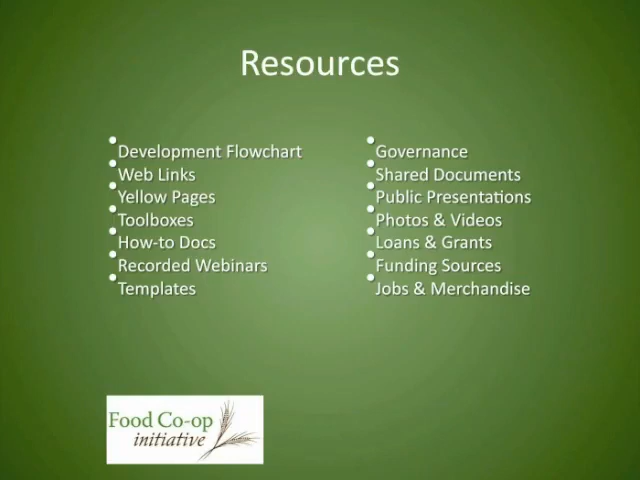 Resources
• Development Flowchart
• Web Links
• Yellow Pages
• Toolboxes
• How-to Docs
• Recorded Webinars
• Templates
• Governance
• Shared Documents
• Public Presentations
• Photos & Videos
• Loans & Grants
• Funding Sources
• Jobs & Merchandise
Food Co-op
initiative